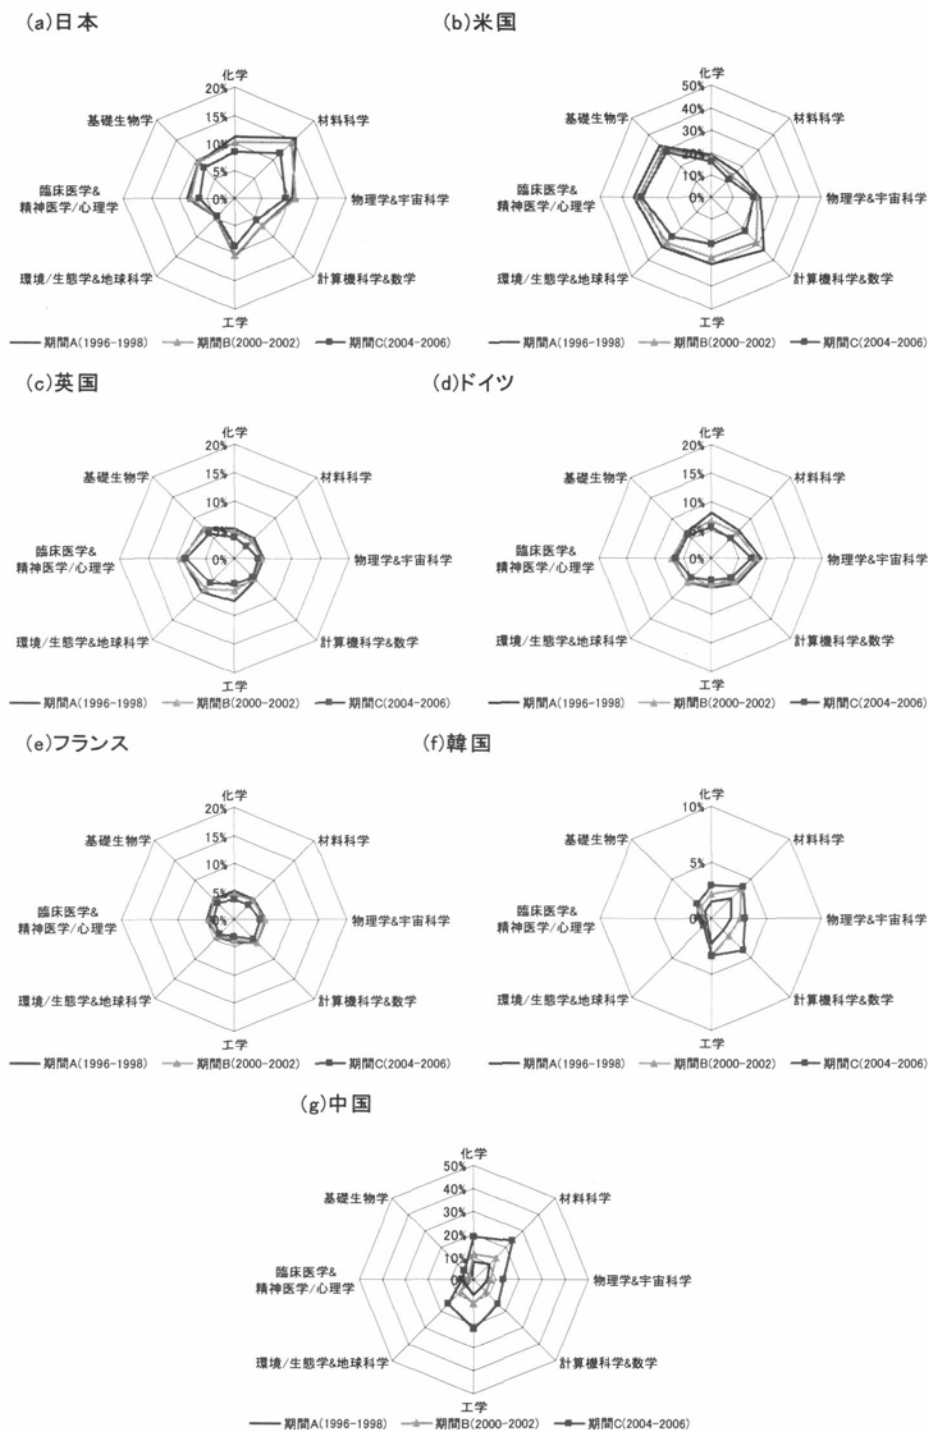 (a)日本
化学
20%
15%
10%
5%
0%
材料科学
物理学&宇宙科学
計算機科学&数学
工学
環境/生態学&地球科学
臨床医学&
精神医学/心理学
基礎生物学
期間A(1996-1998) 期間B(2000-2002) 期間C(2004-2006)
(b)米国
化学
50%
40%
30%
20%
10%
0%
材料科学
物理学&宇宙科学
計算機科学&数学
工学
環境/生態学&地球科学
臨床医学&
精神医学/心理学
基礎生物学
期間A(1996-1998) 期間B(2000-2002) 期間C(2004-2006)
(c)英国
化学
20%
15%
10%
5%
0%
材料科学
物理学&宇宙科学
計算機科学&数学
工学
環境/生態学&地球科学
臨床医学&
精神医学/心理学
基礎生物学
期間A(1996-1998) 期間B(2000-2002) 期間C(2004-2006)
(d)ドイツ
化学
20%
15%
10%
5%
0%
材料科学
物理学&宇宙科学
計算機科学&数学
工学
環境/生態学&地球科学
臨床医学&
精神医学/心理学
基礎生物学
期間A(1996-1998) 期間B(2000-2002) 期間C(2004-2006)
(e)フランス
化学
20%
15%
10%
5%
0%
材料科学
物理学&宇宙科学
計算機科学&数学
工学
環境/生態学&地球科学
臨床医学&
精神医学/心理学
基礎生物学
期間A(1996-1998) 期間B(2000-2002) 期間C(2004-2006)
(f)韓国
化学
10%
5%
0%
材料科学
物理学&宇宙科学
計算機科学&数学
工学
環境/生態学&地球科学
臨床医学&
精神医学/心理学
基礎生物学
期間A(1996-1998) 期間B(2000-2002) 期間C(2004-2006)
(g)中国
化学
50%
40%
30%
20%
10%
0%
材料科学
物理学&宇宙科学
計算機科学&数学
工学
環境/生態学&地球科学
臨床医学&
精神医学/心理学
基礎生物学
期間A(1996-1998) 期間B(2000-2002) 期間C(2004-2006)